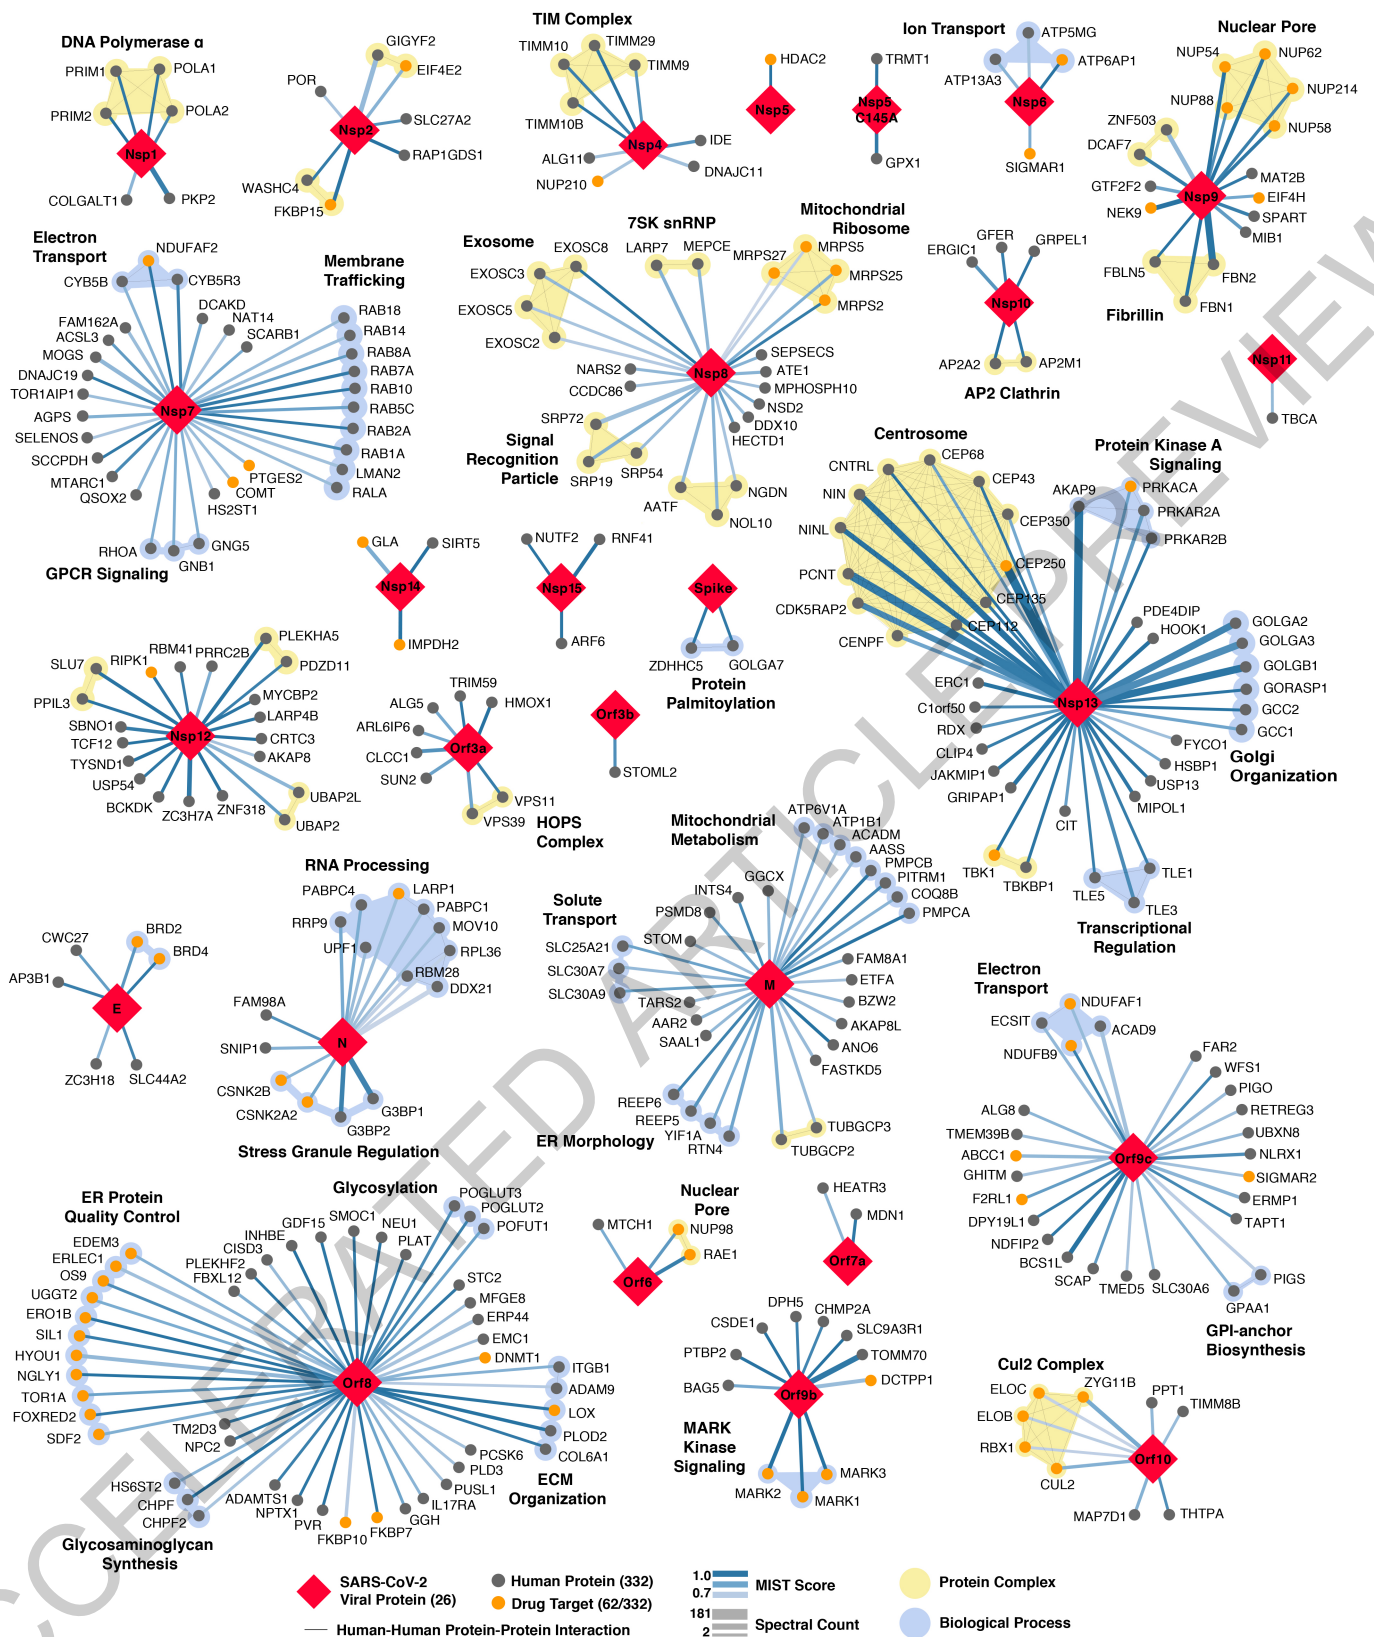 DNA Polymerase α
PRIM1
POLA1
PRIM2
POLA2
Nsp1
COLGALT1
PKP2
GIGYF2
EIF4E2
POR
SLC27A2
Nsp2
RAP1GDS1
WASHC4
FKBP15
TIM Complex
TIMM10
TIMM29
TIMM9
TIMM10B
Nsp4
IDE
ALG11
DNAJC11
NUP210
HDAC2
Nsp5
TRMT1
Nsp5
C145A
GPX1
Ion Transport
ATP5MG
ATP6AP1
ATP13A3
Nsp6
SIGMAR1
Nuclear Pore
NUP54
NUP62
NUP214
NUP88
NUP58
ZNF503
DCAF7
MAT2B
GTF2F2
EIF4H
Nsp9
NEK9
SPART
MIB1
FBLN5
FBN2
FBN1
Fibrillin
Electron
Transport
NDUFAF2
CYB5B
CYB5R3
Membrane
Trafficking
DCAKD
NAT14
SCARB1
FAM162A
ACSL3
MOGS
DNAJC19
TOR1AIP1
AGPS
SELENOS
SCCPDH
MTARC1
QSOX2
Nsp7
RAB18
RAB14
RAB8A
RAB7A
RAB10
RAB5C
RAB2A
RAB1A
LMAN2
RALA
PTGES2
COMT
HS2ST1
RHOA
GNB1
GNG5
GPCR Signaling
Exosome
EXOSC8
EXOSC3
EXOSC5
EXOSC2
7SK snRNP
LARP7
MEPCE
Mitochondrial
Ribosome
MRPS5
MRPS27
MRPS25
MRPS2
NARS2
CCDC86
Nsp8
SEPSECS
ATE1
MPHOSPH10
NSD2
DDX10
HECTD1
SRP72
SRP54
SRP19
Signal
Recognition
Particle
AATF
NGDN
NOL10
ERGIC1
GFER
GRPEL1
Nsp10
AP2A2
AP2M1
AP2 Clathrin
Nsp11
TBCA
GLA
SIRT5
Nsp14
IMPDH2
NUTF2
RNF41
Nsp15
ARF6
Spike
ZDHHC5
GOLGA7
Protein
Palmitoylation
Centrosome
CEP68
CNTRL
CEP43
NIN
CEP350
NINL
PCNT
CEP250
CDK5RAP2
CEP135
CEP112
CENPF
Protein Kinase A
Signaling
AKAP9
PRKACA
PRKAR2A
PRKAR2B
PDE4DIP
HOOK1
GOLGA2
GOLGA3
GOLGB1
GORASP1
GCC2
GCC1
Golgi
Organization
ERC1
C1orf50
RDX
CLIP4
JAKMIP1
GRIPAP1
Nsp13
FYCO1
HSBP1
USP13
MIPOL1
CIT
TBK1
TBKBP1
TLE1
TLE5
TLE3
Transcriptional
Regulation
SLU7
PPIL3
RIPK1
RBM41
PRRC2B
PLEKHA5
PDZD11
SBNO1
TCF12
TYSND1
USP54
BCKDK
ZC3H7A
ZNF318
Nsp12
MYCBP2
LARP4B
CRTC3
AKAP8
UBAP2L
UBAP2
TRIM59
ALG5
HMOX1
ARL6IP6
CLCC1
SUN2
Orf3a
VPS11
VPS39
HOPS
Complex
Orf3b
STOML2
BRD2
BRD4
CWC27
AP3B1
E
ZC3H18
SLC44A2
RNA Processing
PABPC4
LARP1
PABPC1
RRP9
MOV10
UPF1
RPL36
RBM28
DDX21
FAM98A
SNIP1
N
CSNK2B
CSNK2A2
G3BP1
G3BP2
Stress Granule Regulation
Mitochondrial
Metabolism
ATP6V1A
ATP1B1
ACADM
AASS
PMPCB
PITRM1
COQ8B
PMPCA
GGCX
INTS4
PSMD8
STOM
Solute
Transport
SLC25A21
SLC30A7
SLC30A9
TARS2
AAR2
SAAL1
M
FAM8A1
ETFA
BZW2
AKAP8L
ANO6
FASTKD5
REEP6
REEP5
YIF1A
RTN4
ER Morphology
TUBGCP3
TUBGCP2
Electron
Transport
NDUFAF1
ECSIT
ACAD9
NDUFB9
FAR2
WFS1
PIGO
RETREG3
UBXN8
NLRX1
SIGMAR2
ERMP1
TAPT1
ALG8
TMEM39B
ABCC1
GHITM
F2RL1
DPY19L1
NDFIP2
BCS1L
SCAP
TMED5
SLC30A6
Orf9c
PIGS
GPAA1
GPI-anchor
Biosynthesis
ER Protein
Quality Control
EDEM3
ERLEC1
OS9
UGGT2
ERO1B
SIL1
HYOU1
NGLY1
TOR1A
FOXRED2
SDF2
Glycosylation
POGLUT3
POGLUT2
POFUT1
SMOC1
NEU1
PLAT
GDF15
INHBE
CISD3
PLEKHF2
FBXL12
STC2
MFGE8
ERP44
EMC1
DNMT1
Orf8
ITGB1
ADAM9
LOX
PLOD2
COL6A1
ECM
Organization
TM2D3
NPC2
HS6ST2
CHPF
CHPF2
Glycosaminoglycan
Synthesis
ADAMTS1
NPTX1
PVR
FKBP10
FKBP7
GGH
IL17RA
PUSL1
PLD3
PCSK6
Nuclear
Pore
MTCH1
NUP98
RAE1
Orf6
HEATR3
MDN1
Orf7a
DPH5
CHMP2A
CSDE1
SLC9A3R1
PTBP2
TOMM70
BAG5
DCTPP1
Orf9b
MARK
Kinase
Signaling
MARK3
MARK2
MARK1
Cul2 Complex
ELOC
ZYG11B
ELOB
RBX1
CUL2
PPT1
TIMM8B
Orf10
MAP7D1
THTPA
SARS-CoV-2
Viral Protein (26)
Human Protein (332)
Drug Target (62/332)
Human-Human Protein-Protein Interaction
1.0
0.7
MIST Score
181
2
Spectral Count
Protein Complex
Biological Process
ACCELERATED ARTICLE PREVIEW